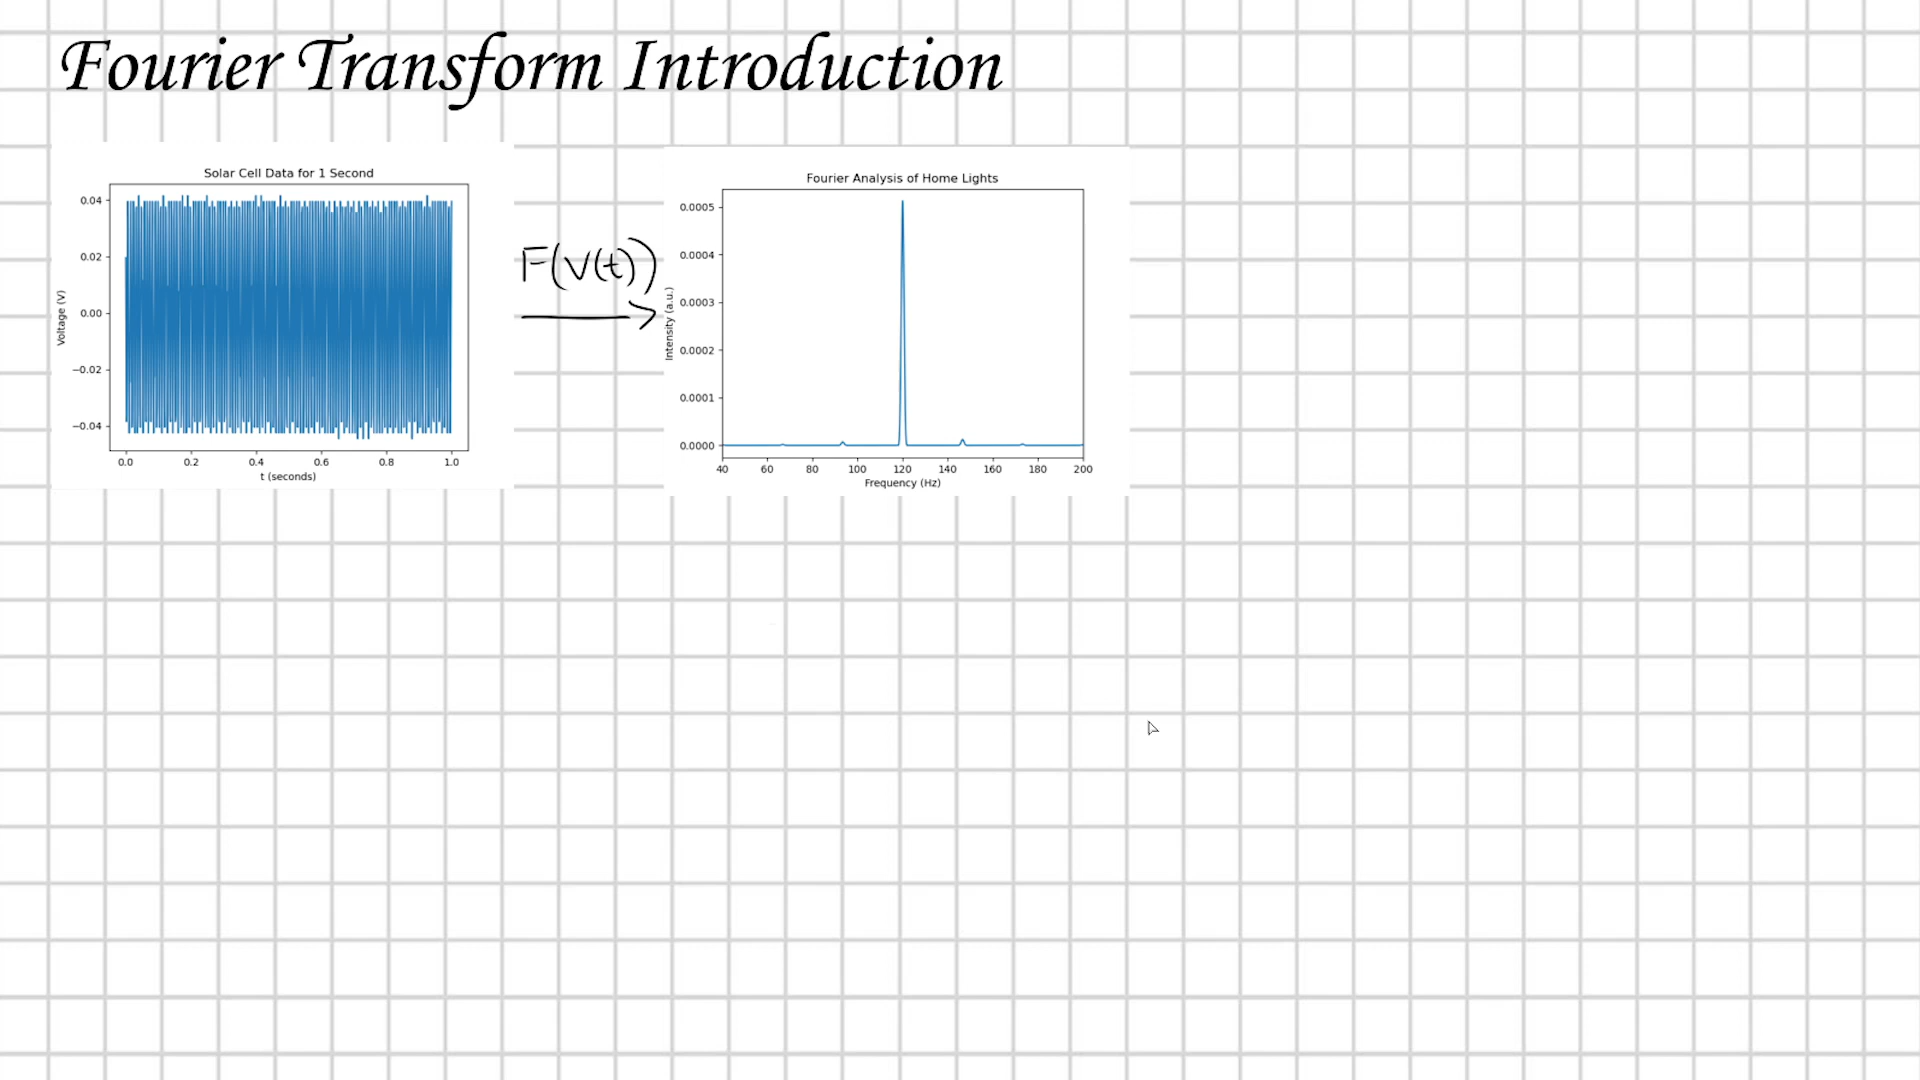 Fourier Transform Introduction
Solar Cell Data for 1 Second
Voltage (V)
0.04
0.02
0.00
−0.02
−0.04
0.0 0.2 0.4 0.6 0.8 1.0
t (seconds)
F(V(t))
Fourier Analysis of Home Lights
Intensity (a.u.)
0.0005
0.0004
0.0003
0.0002
0.0001
0.0000
40 60 80 100 120 140 160 180 200
Frequency (Hz)